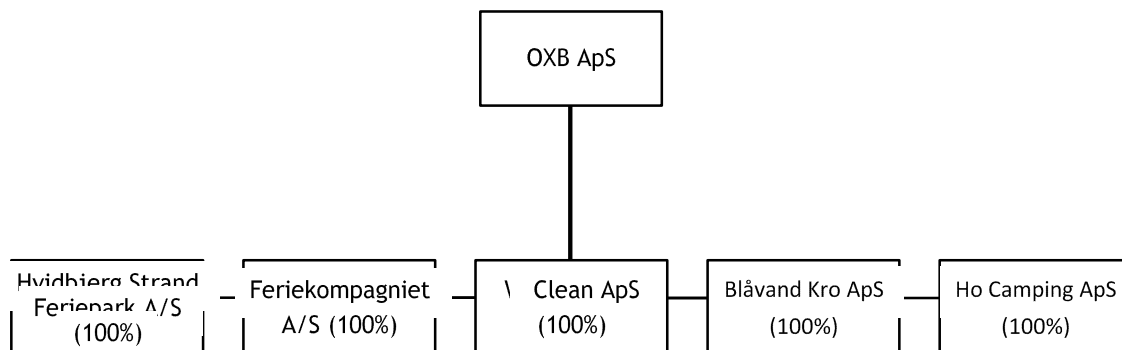 OXB ApS
Hvidbjerg Strand
Feriepark A/S
(100%)
Feriekompagniet
A/S (100%)
Clean ApS
(100%)
Blåvand Kro ApS
(100%)
Ho Camping ApS
(100%)